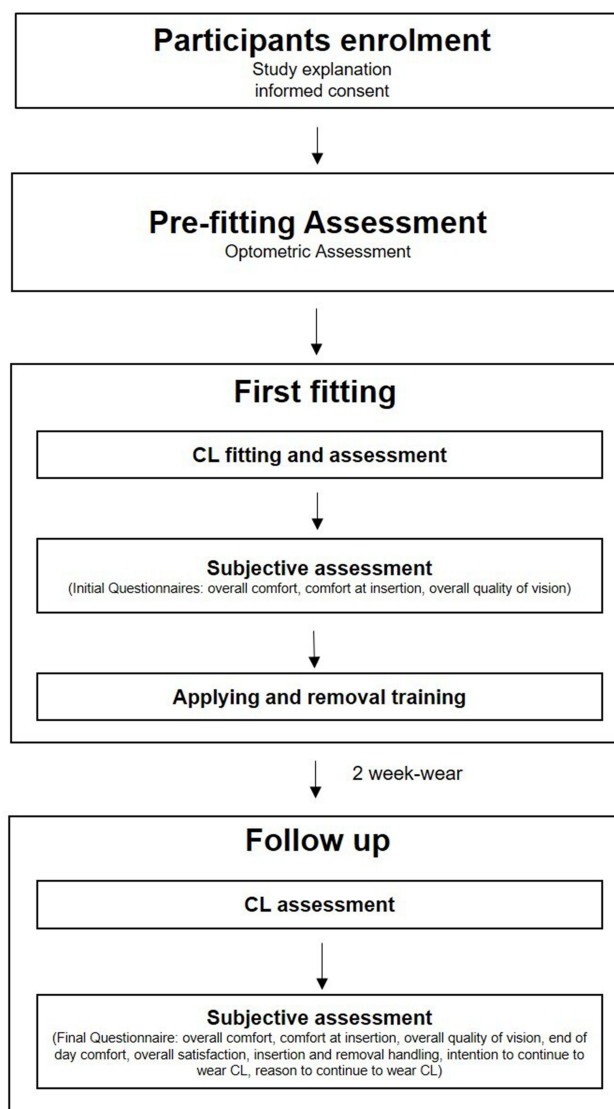 Participants enrolment
Study explanation
informed consent
Pre-fitting Assessment
Optometric Assessment
First fitting
CL fitting and assessment
Subjective assessment
(Initial Questionnaires: overall comfort, comfort at insertion, overall quality of vision)
Applying and removal training
2 week-wear
Follow up
CL assessment
Subjective assessment
(Final Questionnaire: overall comfort, comfort at insertion, overall quality of vision, end of
day comfort, overall satisfaction, insertion and removal handling, intention to continue to
wear CL, reason to continue to wear CL)